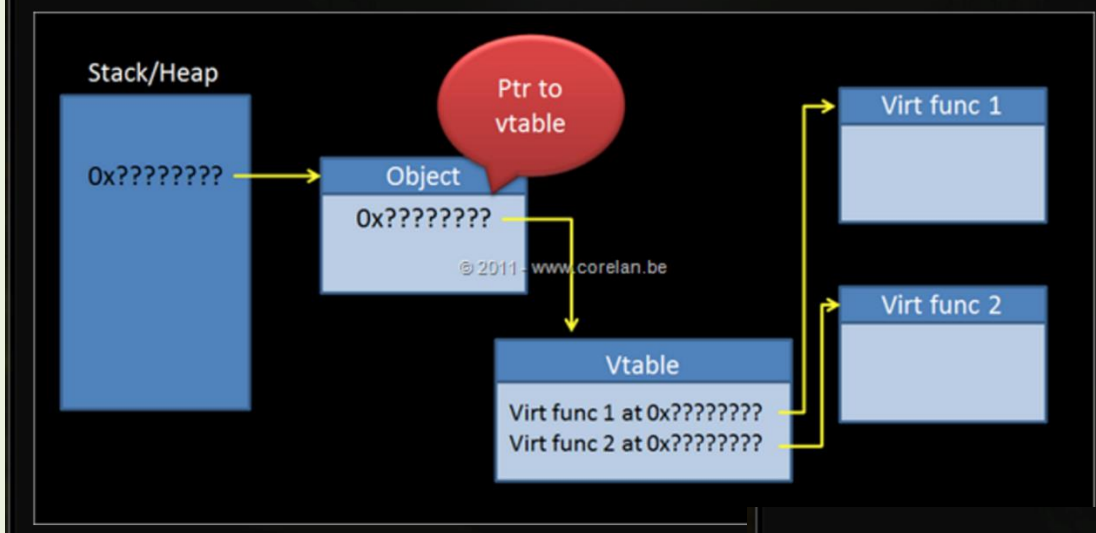 Stack/Heap
0x????????
Ptr to
vtable
Object
0x????????
© 2011 - www.corelan.be
Vtable
Virt func 1 at 0x????????
Virt func 2 at 0x????????
Virt func 1
Virt func 2